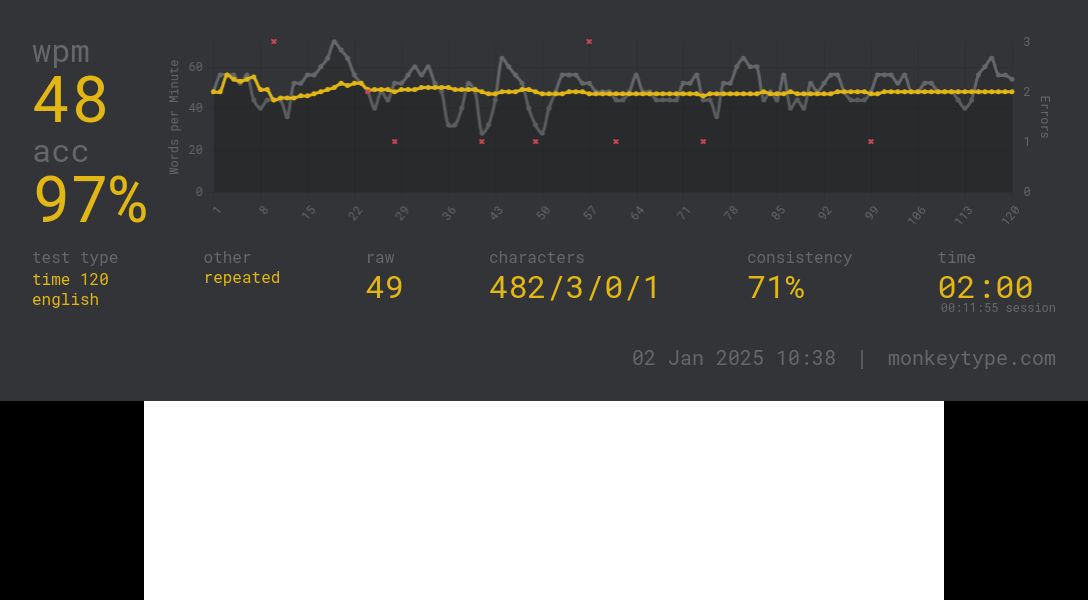 wpm
48
acc
97%
Words per Minute
60
40
20
0
3
2
1
0
Errors
1 8 15 22 29 36 43 50 57 64 71 78 85 92 99 106 113 120
test type
time 120
english
other
repeated
raw
49
characters
482/3/0/1
consistency
71%
time
02:00
00:11:55 session
02 Jan 2025 10:38 | monkeytype.com